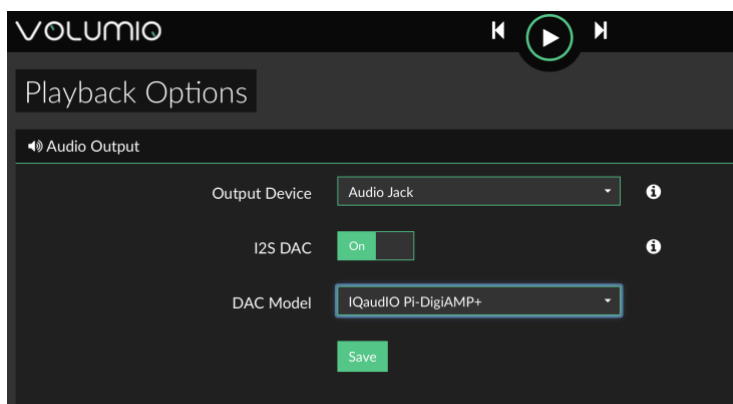 VOLUMIO
Playback Options
Audio Output
Output Device Audio Jack
I2S DAC On
DAC Model IQaudIO Pi-DigiAMP+
Save